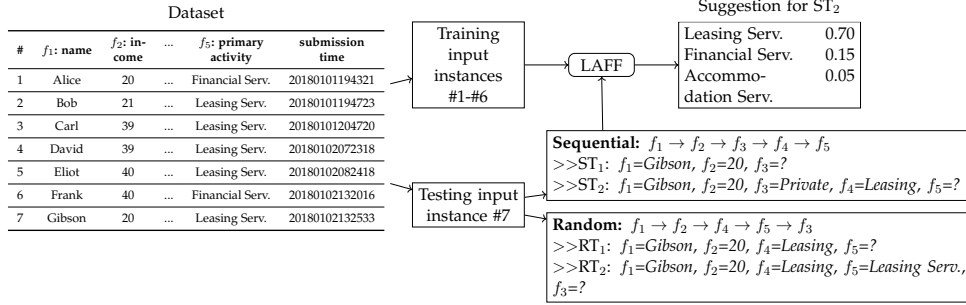 Dataset
# f1: name f2: in-come ... f5: primary activity submission time
1 Alice 20 ... Financial Serv. 20180101194321
2 Bob 21 ... Leasing Serv. 20180101194723
3 Carl 39 ... Leasing Serv. 20180101204720
4 David 39 ... Leasing Serv. 20180102072318
5 Eliot 40 ... Leasing Serv. 20180102082418
6 Frank 40 ... Financial Serv. 20180102132016
7 Gibson 20 ... Leasing Serv. 20180102132533
Training
input
instances
#1-#6
LAFF
Suggestion for ST2
Leasing Serv. 0.70
Financial Serv. 0.15
Accommo- 0.05
dation Serv.
Testing input
instance #7
Sequential: f1 → f2 → f3 → f4 → f5
>>ST1: f1=Gibson, f2=20, f3=?
>>ST2: f1=Gibson, f2=20, f3=Private, f4=Leasing, f5=?
Random: f1 → f2 → f4 → f5 → f3
>>RT1: f1=Gibson, f2=20, f4=Leasing, f5=?
>>RT2: f1=Gibson, f2=20, f4=Leasing, f5=Leasing Serv.,
f3=?